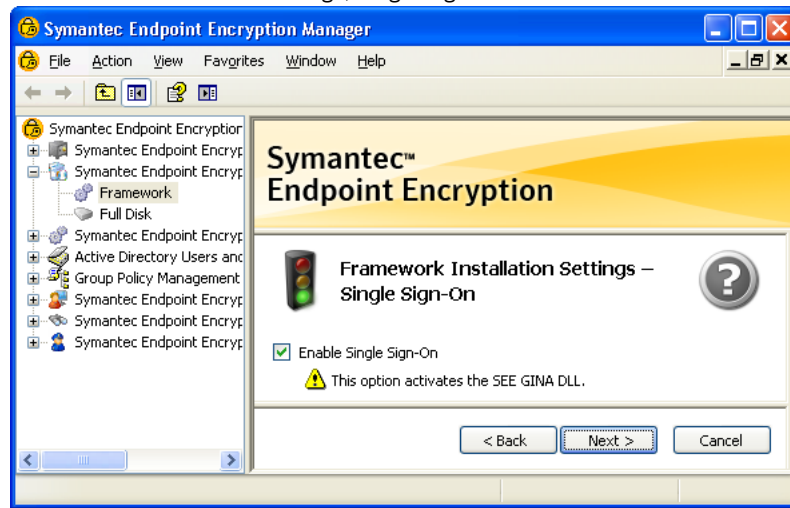 Symantec Endpoint Encryption Manager
File Action View Favorites Window Help
Symantec Endpoint Encryption
Symantec Endpoint Encryp
Symantec Endpoint Encryp
Framework
Full Disk
Symantec Endpoint Encryp
Active Directory Users and
Group Policy Management
Symantec Endpoint Encryp
Symantec Endpoint Encryp
Symantec Endpoint Encryp
Symantec™
Endpoint Encryption
Framework Installation Settings –
Single Sign-On
?
Enable Single Sign-On
This option activates the SEE GINA DLL.
< Back Next > Cancel